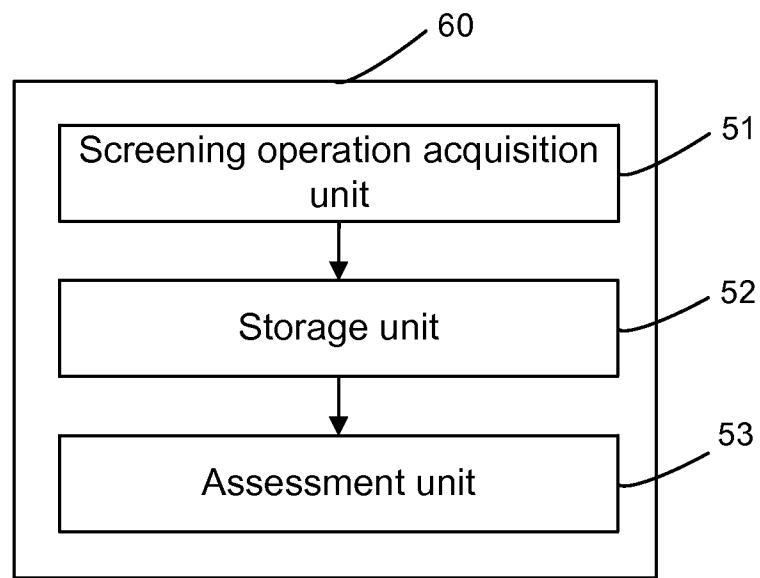 60
Screening operation acquisition
unit
51
Storage unit
52
Assessment unit
53